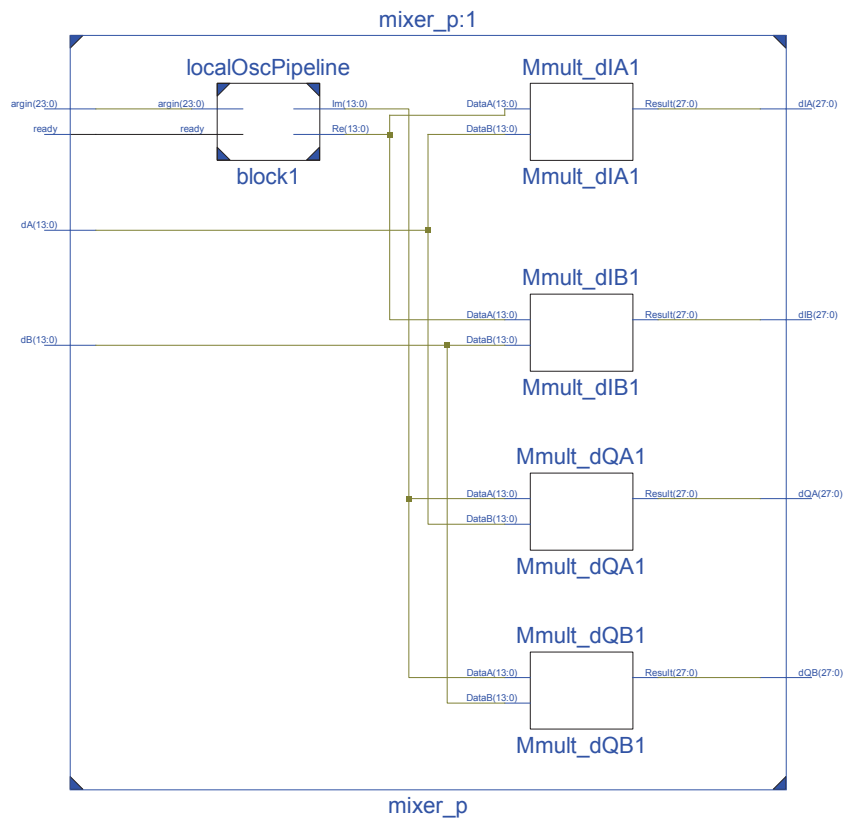 mixer_p:1
localOscPipeline
Mmult_dIA1
argin(23:0)
argin(23:0)
Im(13:0)
DataA(13:0)
Result(27:0)
dIA(27:0)
ready
ready
Re(13:0)
DataB(13:0)
block1
Mmult_dIA1
dA(13:0)
Mmult_dIB1
DataA(13:0)
Result(27:0)
dIB(27:0)
dB(13:0)
DataB(13:0)
Mmult_dIB1
Mmult_dQA1
DataA(13:0)
Result(27:0)
dQA(27:0)
DataB(13:0)
Mmult_dQA1
Mmult_dQB1
DataA(13:0)
Result(27:0)
dQB(27:0)
DataB(13:0)
Mmult_dQB1
mixer_p